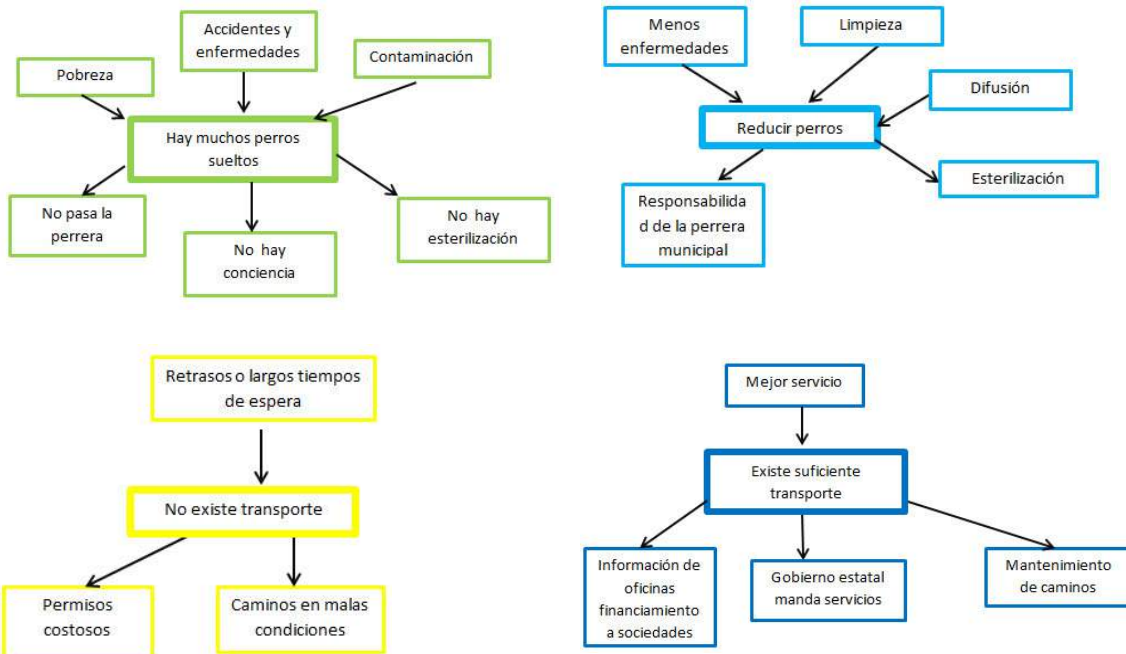 Accidentes y
enfermedades
Pobreza
Contaminación
Hay muchos perros
sueltos
No pasa la
perrera
No hay
conciencia
No hay
esterilización
Menos
enfermedades
Limpieza
Difusión
Reducir perros
Esterilización
Responsabilida
d de la perrera
municipal
Retrasos o largos tiempos
de espera
No existe transporte
Permisos
costosos
Caminos en malas
condiciones
Mejor servicio
Existe suficiente
transporte
Información de
oficinas
financiamiento
a sociedades
Gobierno estatal
manda servicios
Mantenimiento
de caminos